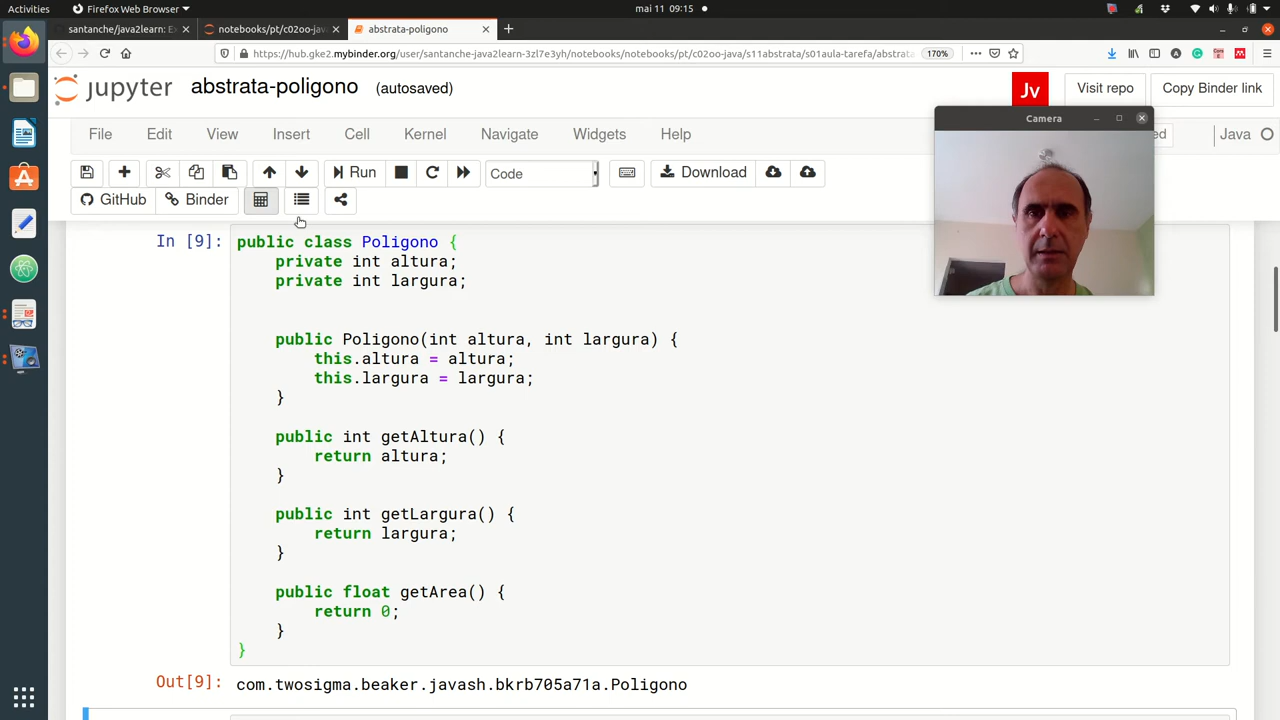 Activities
Firefox Web Browser
mai 11 09:15
santanche/java2learn: Ex
notebooks/pt/c02oo-java/
abstrata-poligono
https://hub.gke2.mybinder.org/user/santanche-java2learn-3zl7e3yh/notebooks/notebooks/pt/c02oo-java/s11abstrata/s01aula-tarefa/abstrata
170%
jupyter
abstrata-poligono
(autosaved)
Jv
Visit repo
Copy Binder link
Camera
File
Edit
View
Insert
Cell
Kernel
Navigate
Widgets
Help
Java
Run
Code
Download
GitHub
Binder
In [9]:
public class Poligono {
private int altura;
private int largura;
public Poligono(int altura, int largura) {
this.altura = altura;
this.largura = largura;
}
public int getAltura() {
return altura;
}
public int getLargura() {
return largura;
}
public float getArea() {
return 0;
}
}
Out[9]:
com.twosigma.beaker.javash.bkrb705a71a.Poligono